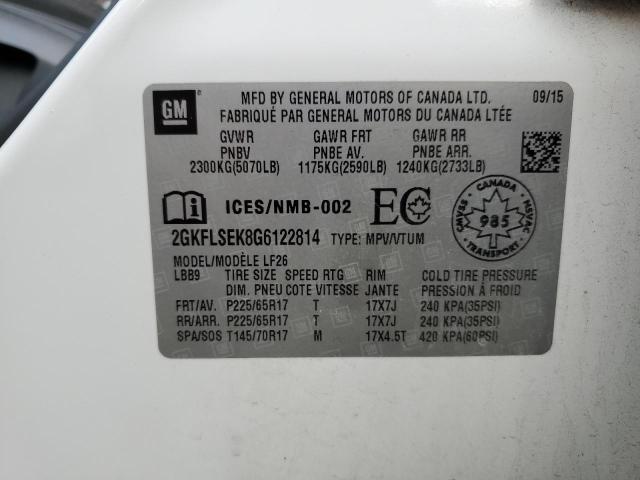 GM
MFD BY GENERAL MOTORS OF CANADA LTD. 09/15
FABRIQUÉ PAR GENERAL MOTORS DU CANADA LTÉE
GVWR GAWR FRT GAWR RR
PNBV PNBE AV. PNBE ARR.
2300KG(5070LB) 1175KG(2590LB) 1240KG(2733LB)
i ICES/NMB-002 EC
CANADA
CMVSS 985 NSVAC
TRANSPORT
2GKFLSEK8G6122814 TYPE: MPV/VTUM
MODEL/MODÈLE LF26
LBB9 TIRE SIZE SPEED RTG RIM COLD TIRE PRESSURE
DIM. PNEU COTE VITESSE JANTE PRESSION À FROID
FRT/AV. P225/65R17 T 17X7J 240 KPA(35PSI)
RR/ARR. P225/65R17 T 17X7J 240 KPA(35PSI)
SPA/SOS T145/70R17 M 17X4.5T 420 KPA(60PSI)